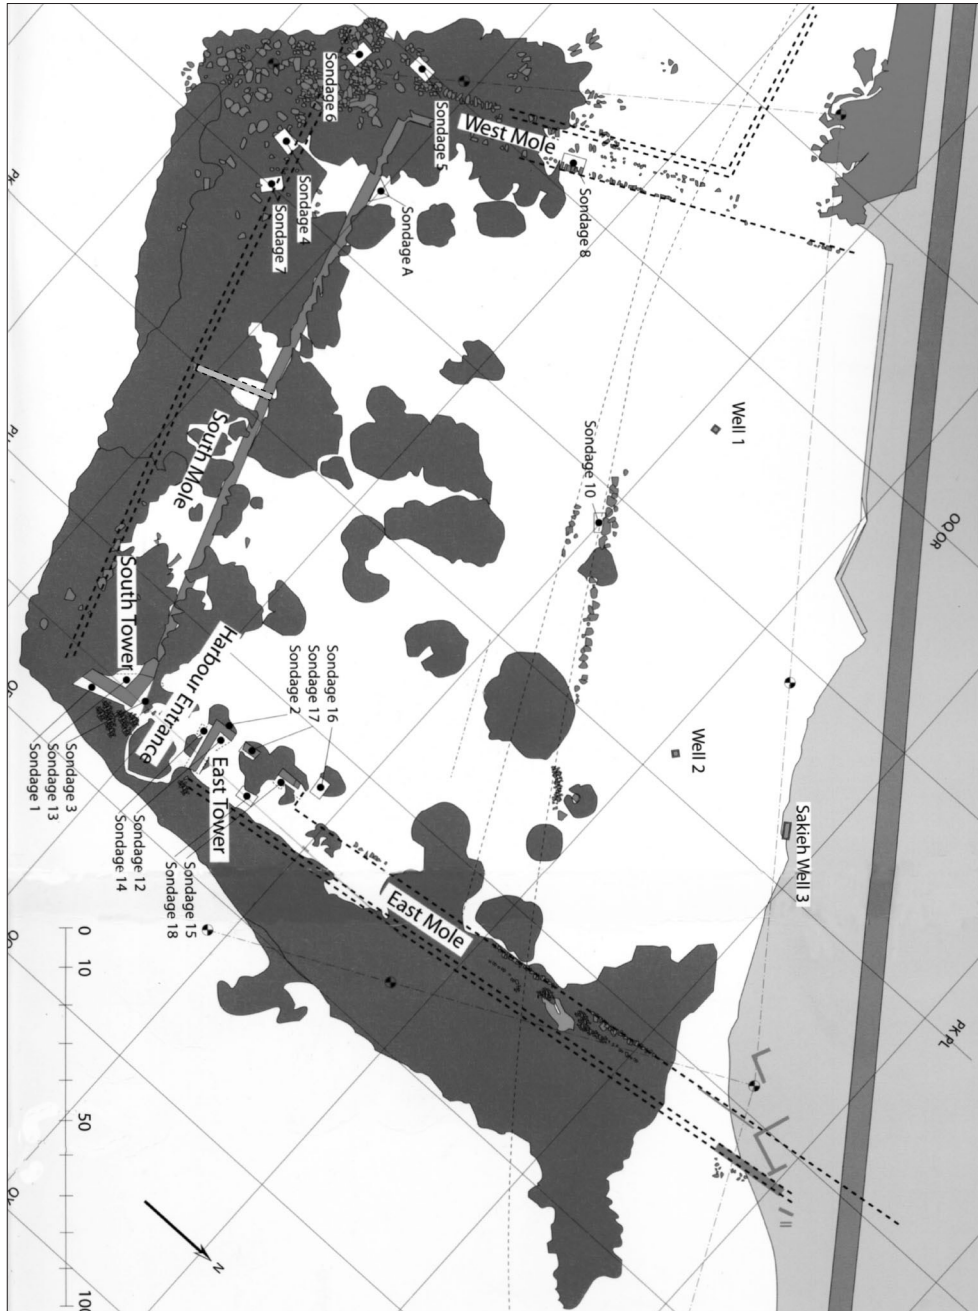 Sondage 6
Sondage 5
West Mole
Sondage 8
Sondage 4
Sondage 7
Sondage A
South Mole
Sondage 10
Well 1
OQ OR
South Tower
Harbour Entrance
Sondage 16
Sondage 17
Sondage 2
Well 2
Sakieh Well 3
Sondage 3
Sondage 13
Sondage 1
East Tower
Sondage 12
Sondage 14
Sondage 15
Sondage 18
East Mole
PK PL
0
10
50
100
N